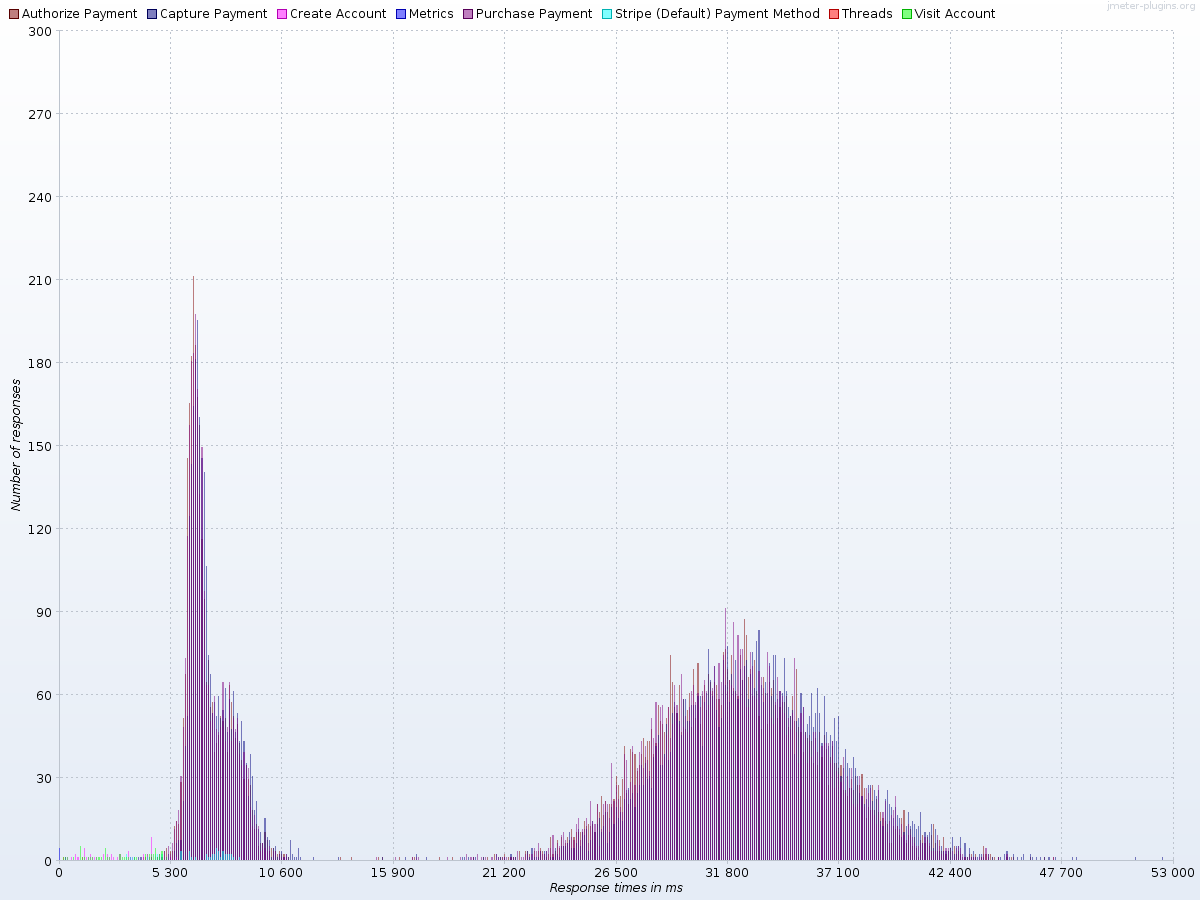 Authorize Payment Capture Payment Create Account Metrics Purchase Payment Stripe (Default) Payment Method Threads Visit Account
jmeter-plugins.org
300
270
240
210
180
150
120
90
60
30
0
Number of responses
0 5 300 10 600 15 900 21 200 26 500 31 800 37 100 42 400 47 700 53 000
Response times in ms